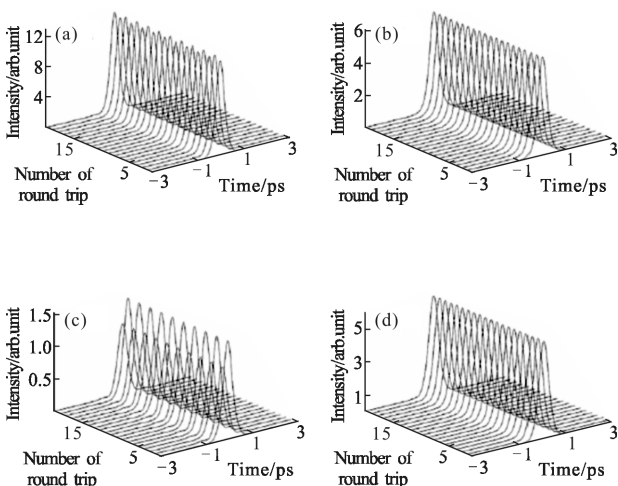 (a)
Intensity/arb.unit
12
8
4
15
5
Number of
round trip
-3
-1
1
3
Time/ps
(b)
Intensity/arb.unit
6
4
2
15
5
Number of
round trip
-3
-1
1
3
Time/ps
(c)
Intensity/arb.unit
1.5
1.0
0.5
15
5
Number of
round trip
-3
-1
1
3
Time/ps
(d)
Intensity/arb.unit
5
3
1
15
5
Number of
round trip
-3
-1
1
3
Time/ps